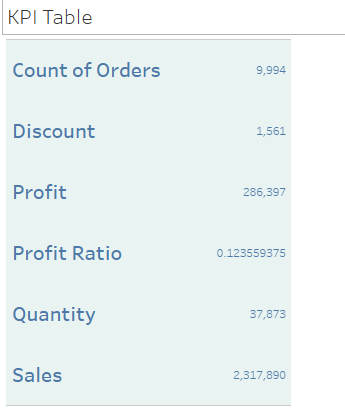 KPI Table
Count of Orders 9,994
Discount 1,561
Profit 286,397
Profit Ratio 0.123559375
Quantity 37,873
Sales 2,317,890